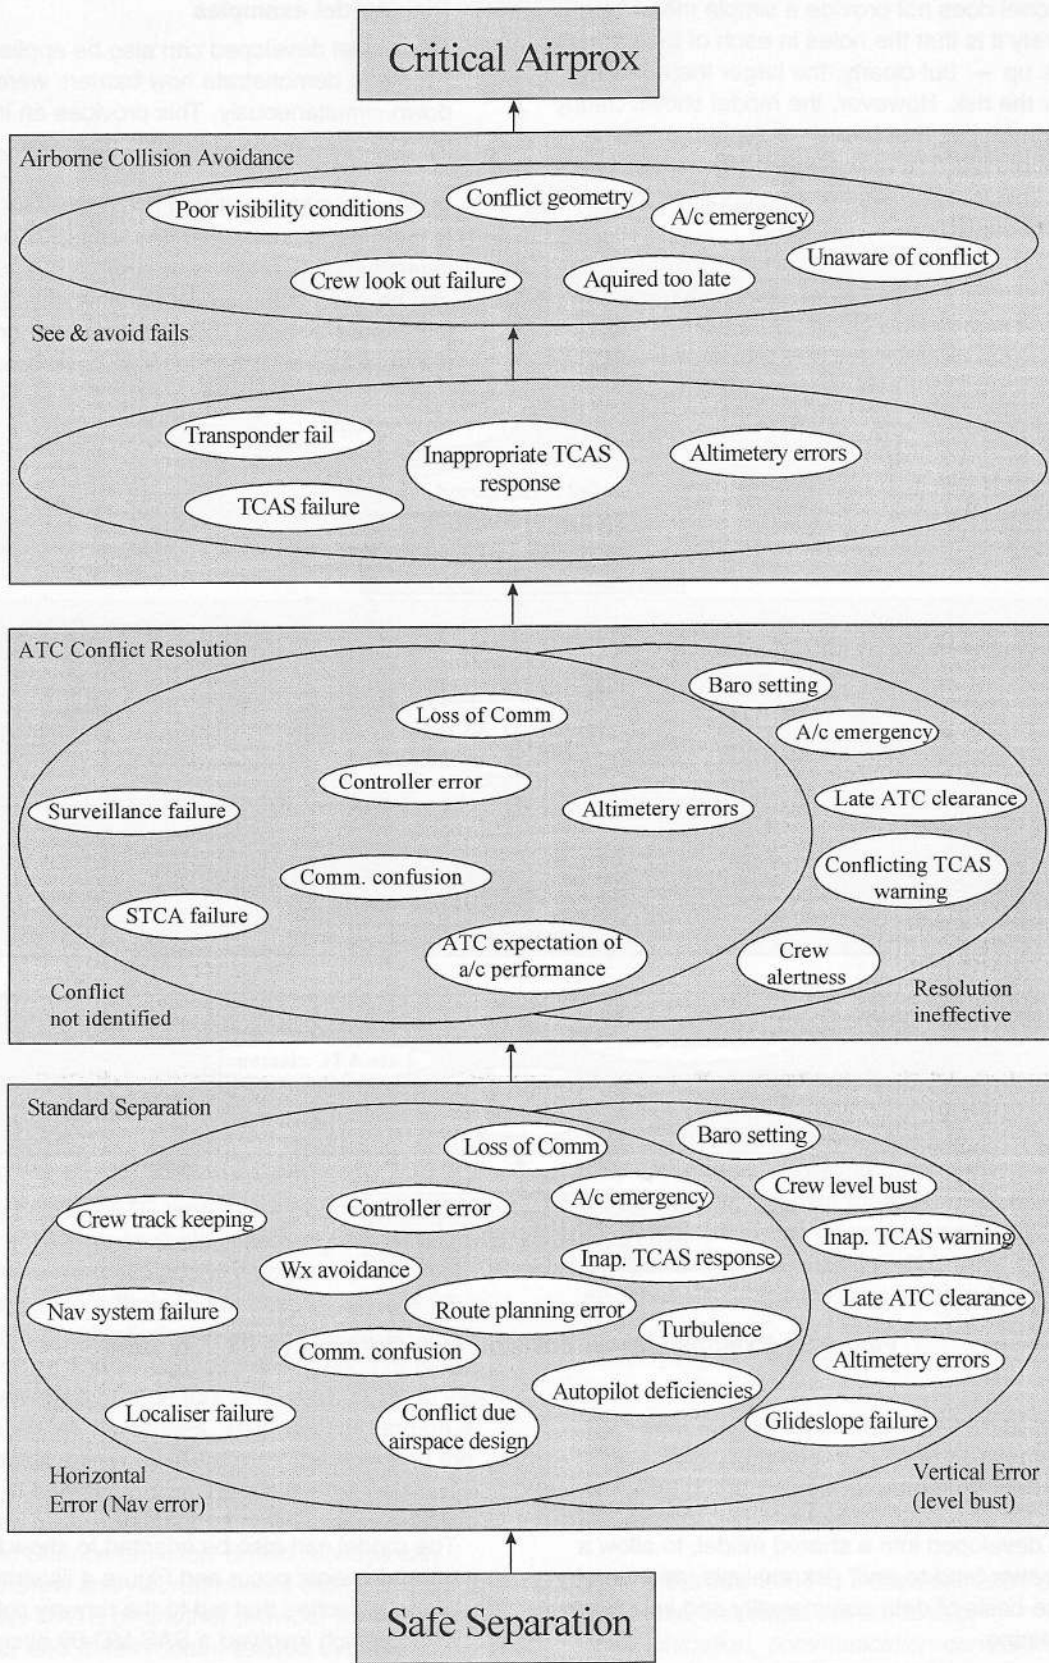 Critical Airprox
Airborne Collision Avoidance
Poor visibility conditions
Conflict geometry
A/c emergency
Unaware of conflict
Crew look out failure
Aquired too late
See & avoid fails
Transponder fail
Inappropriate TCAS
response
Altimetery errors
TCAS failure
ATC Conflict Resolution
Baro setting
Loss of Comm
A/c emergency
Controller error
Surveillance failure
Altimetery errors
Late ATC clearance
Comm. confusion
Conflicting TCAS
warning
STCA failure
ATC expectation of
a/c performance
Crew
alertness
Conflict
not identified
Resolution
ineffective
Standard Separation
Loss of Comm
Baro setting
Crew level bust
Crew track keeping
Controller error
A/c emergency
Inap. TCAS warning
Wx avoidance
Inap. TCAS response
Nav system failure
Route planning error
Late ATC clearance
Turbulence
Comm. confusion
Altimetery errors
Autopilot deficiencies
Localiser failure
Conflict due
airspace design
Glideslope failure
Horizontal
Error (Nav error)
Vertical Error
(level bust)
Safe Separation